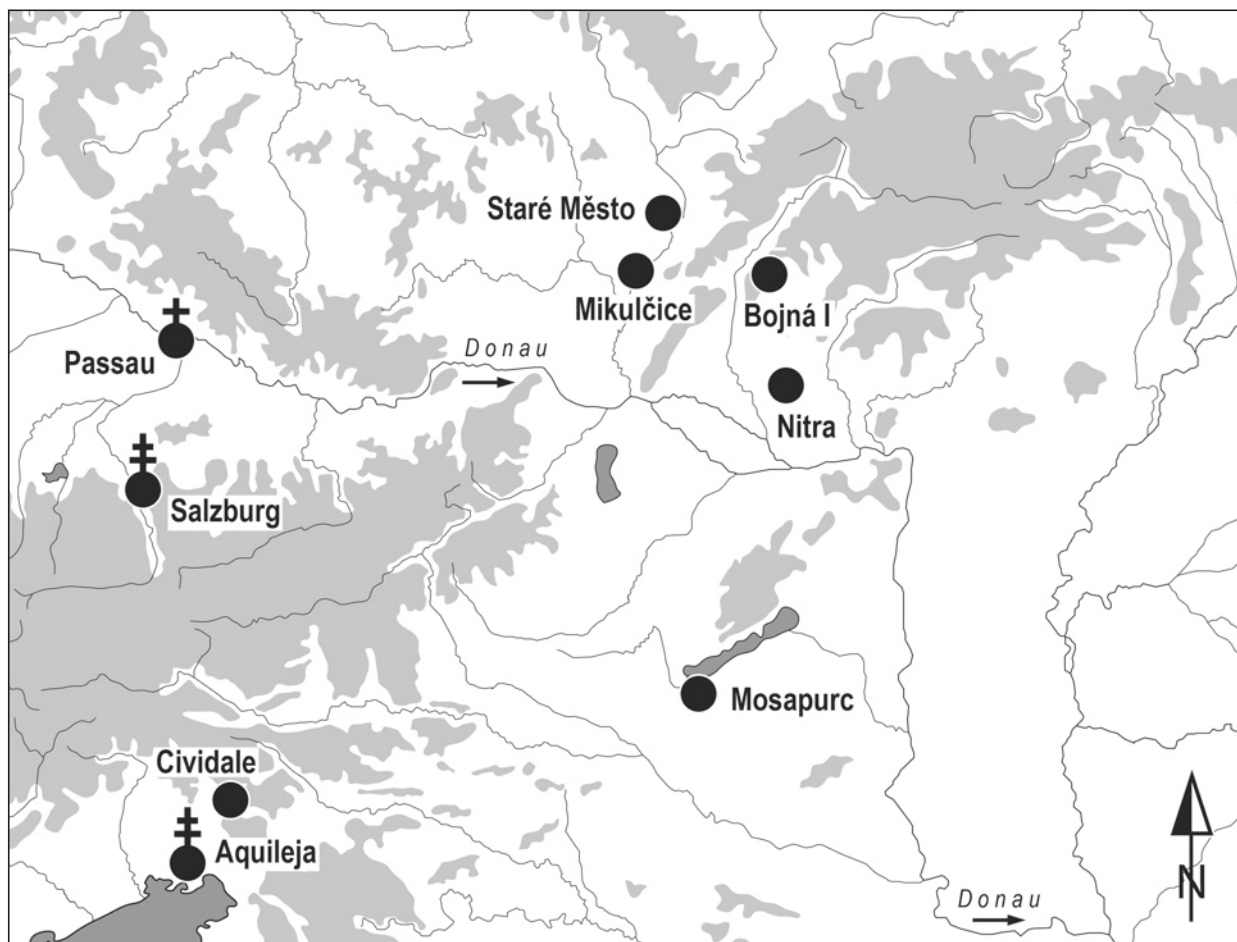 Staré Město
Mikulčice
Bojná I
Passau
Donau
Nitra
Salzburg
Mosapurc
Cividale
Aquileja
Donau
N